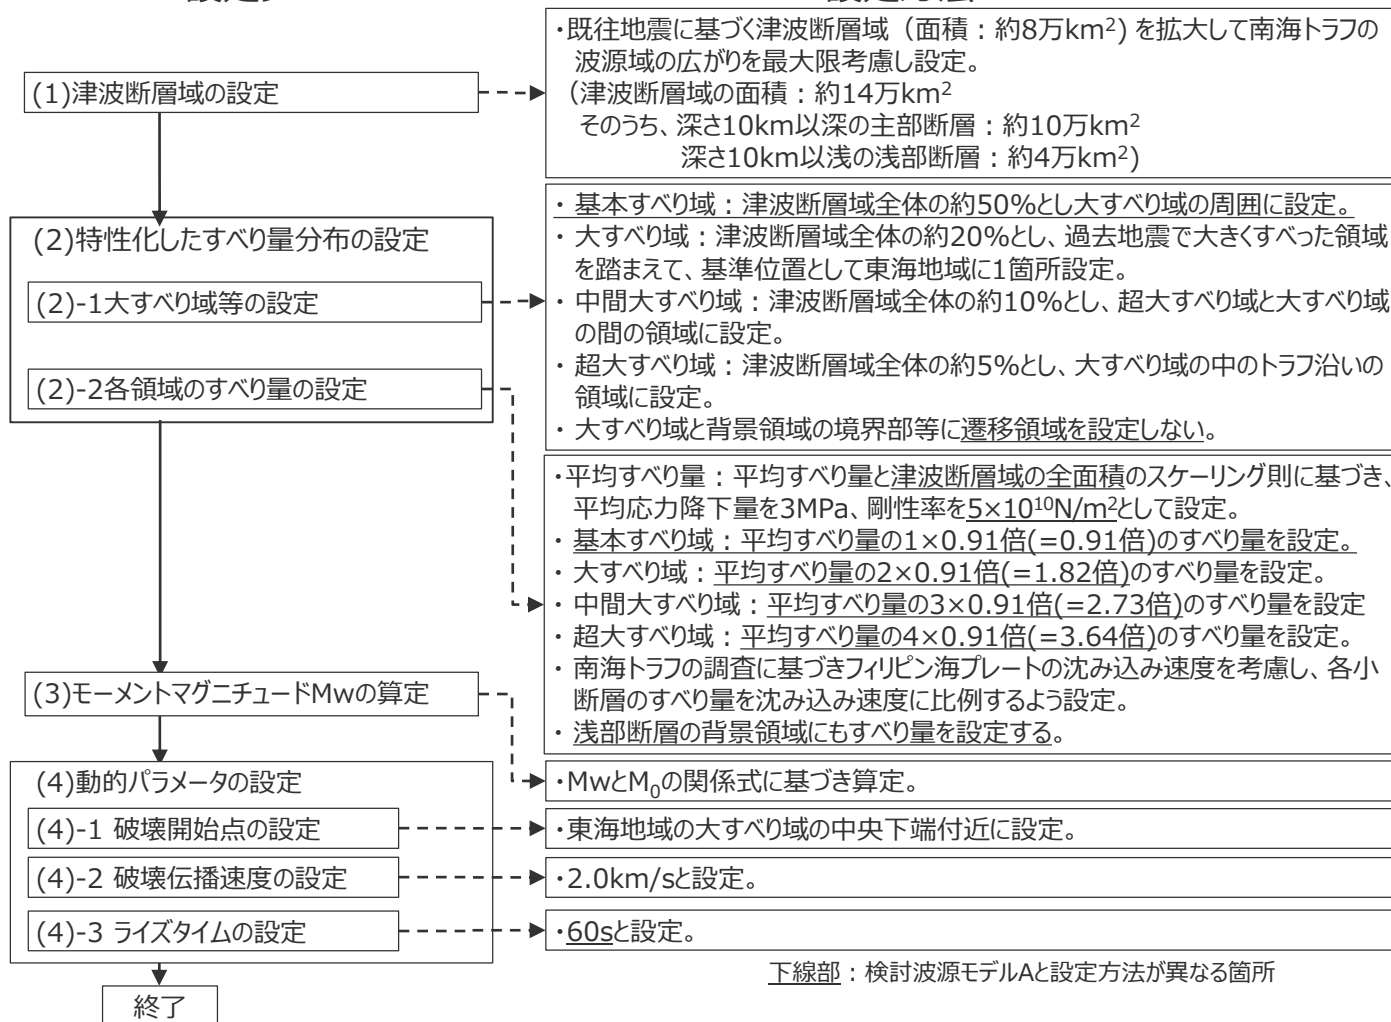 (1)津波断層域の設定
・既往地震に基づく津波断層域（面積：約8万km2）を拡大して南海トラフの
波源域の広がりを最大限考慮し設定。
（津波断層域の面積：約14万km2
そのうち、深さ10km以深の主部断層：約10万km2
深さ10km以浅の浅部断層：約4万km2)
(2)特性化したすべり量分布の設定
(2)-1大すべり域等の設定
・基本すべり域：津波断層域全体の約50%とし大すべり域の周囲に設定。
・大すべり域：津波断層域全体の約20%とし、過去地震で大きくすべった領域
を踏まえて、基準位置として東海地域に1箇所設定。
・中間大すべり域：津波断層域全体の約10%とし、超大すべり域と大すべり域
の間の領域に設定。
・超大すべり域：津波断層域全体の約5%とし、大すべり域の中のトラフ沿いの
領域に設定。
・大すべり域と背景領域の境界部等に遷移領域を設定しない。
(2)-2各領域のすべり量の設定
・平均すべり量：平均すべり量と津波断層域の全面積のスケーリング則に基づき、
平均応力降下量を3MPa、剛性率を5×10¹⁰N/m²として設定。
・基本すべり域：平均すべり量の1×0.91倍(=0.91倍)のすべり量を設定。
・大すべり域：平均すべり量の2×0.91倍(=1.82倍)のすべり量を設定。
・中間大すべり域：平均すべり量の3×0.91倍(=2.73倍)のすべり量を設定
・超大すべり域：平均すべり量の4×0.91倍(=3.64倍)のすべり量を設定。
・南海トラフの調査に基づきフィリピン海プレートの沈み込み速度を考慮し、各小
断層のすべり量を沈み込み速度に比例するよう設定。
・浅部断層の背景領域にもすべり量を設定する。
(3)モーメントマグニチュードMwの算定
・MwとM₀の関係式に基づき算定。
(4)動的パラメータの設定
(4)-1 破壊開始点の設定
・東海地域の大すべり域の中央下端付近に設定。
(4)-2 破壊伝播速度の設定
・2.0km/sと設定。
(4)-3 ライズタイムの設定
・60sと設定。
下線部：検討波源モデルAと設定方法が異なる箇所
終了